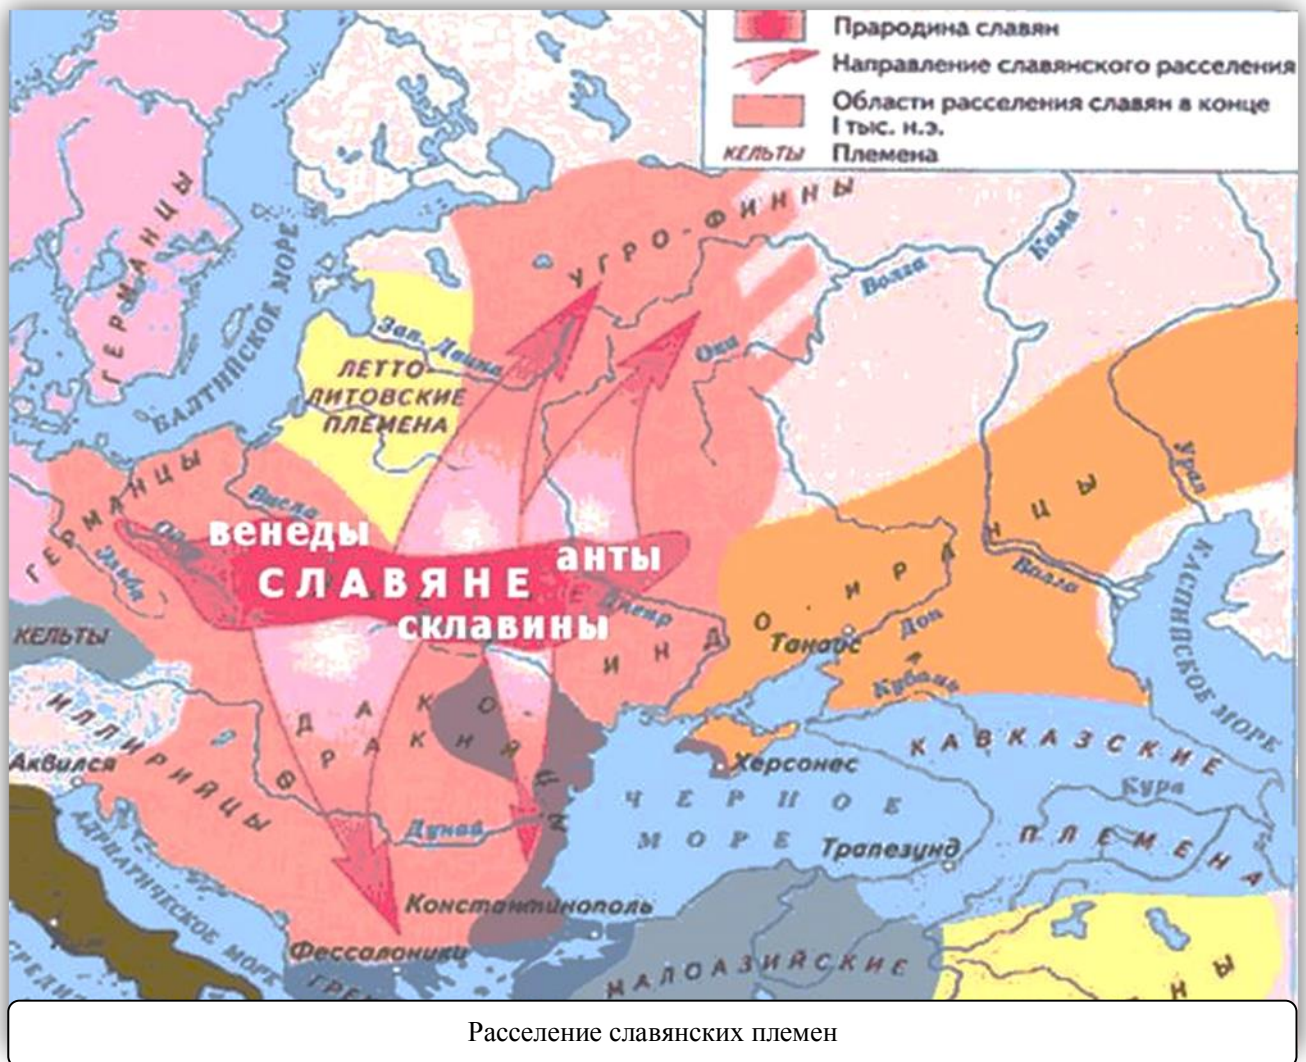 Прародина славян
Направление славянского расселения
Области расселения славян в конце
I тыс. н.э.
КЕЛЬТЫ Племена
ГЕРМАНЦЫ
БАЛТИЙСКОЕ МОРЕ
УГРО-ФИННЫ
Кама
Волга
Зап. Двина
Ока
ЛЕТТО-
ЛИТОВСКИЕ
ПЛЕМЕНА
Урал
ГЕРМАНЦЫ
Висла
Одер
Эльба
венеды
анты
СЛАВЯНЕ
склавины
Днепр
ИНДО-ИРАНЦЫ
Волга
Дон
Танаис
Кубань
КАСПИЙСКОЕ МОРЕ
КЕЛЬТЫ
ИЛЛИРИЙЦЫ
ДАКО-
ФРАКИЙЦЫ
Аквилея
Херсонес
КАВКАЗСКИЕ
ПЛЕМЕНА
Кура
ЧЕРНОЕ
МОРЕ
Трапезунд
Дунай
АДРИАТИЧЕСКОЕ МОРЕ
Константинополь
Фессалоники
ГРЕК
МАЛОАЗИЙСКИЕ
СРЕДИЗ
НЫ
Расселение славянских племен